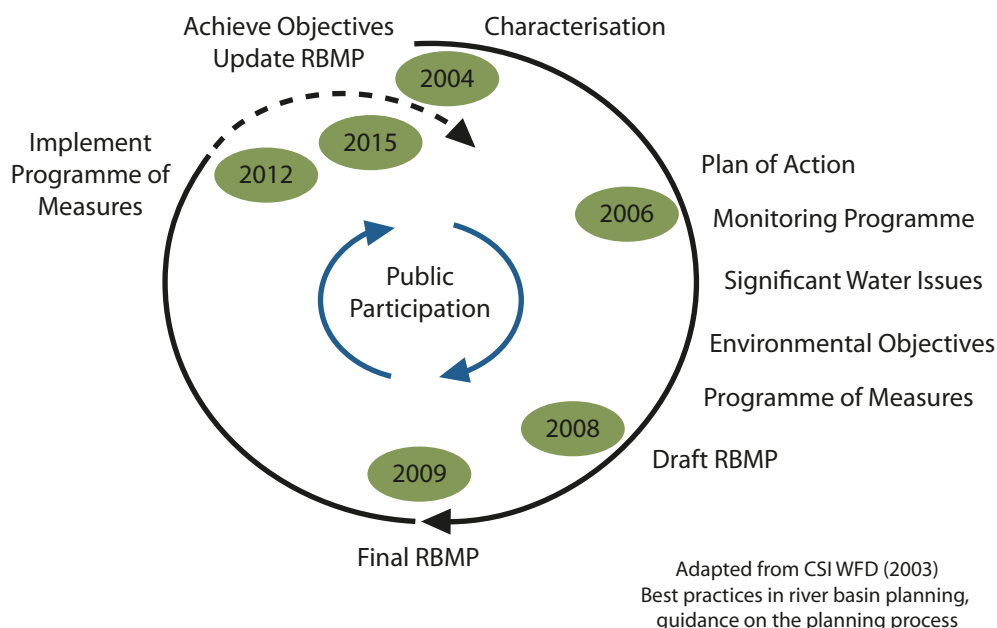 Achieve Objectives
Update RBMP
Characterisation
2004
2015
2012
Implement
Programme of
Measures
Plan of Action
2006
Monitoring Programme
Significant Water Issues
Public
Participation
Environmental Objectives
Programme of Measures
2008
Draft RBMP
2009
Final RBMP
Adapted from CSI WFD (2003)
Best practices in river basin planning,
guidance on the planning process